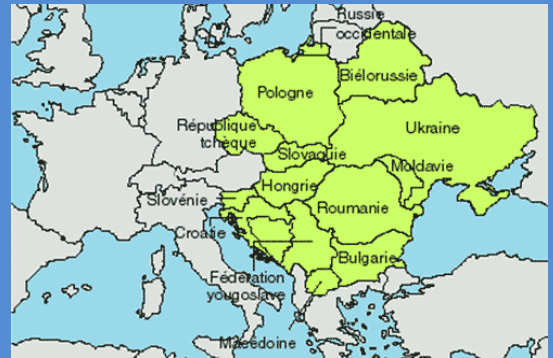 Russie
occidentale
Biélorussie
Pologne
Ukraine
République
tchèque
Slovaquie
Moldavie
Hongrie
Slovénie
Roumanie
Croatie
Bulgarie
Fédération
yougoslave
Macédoine